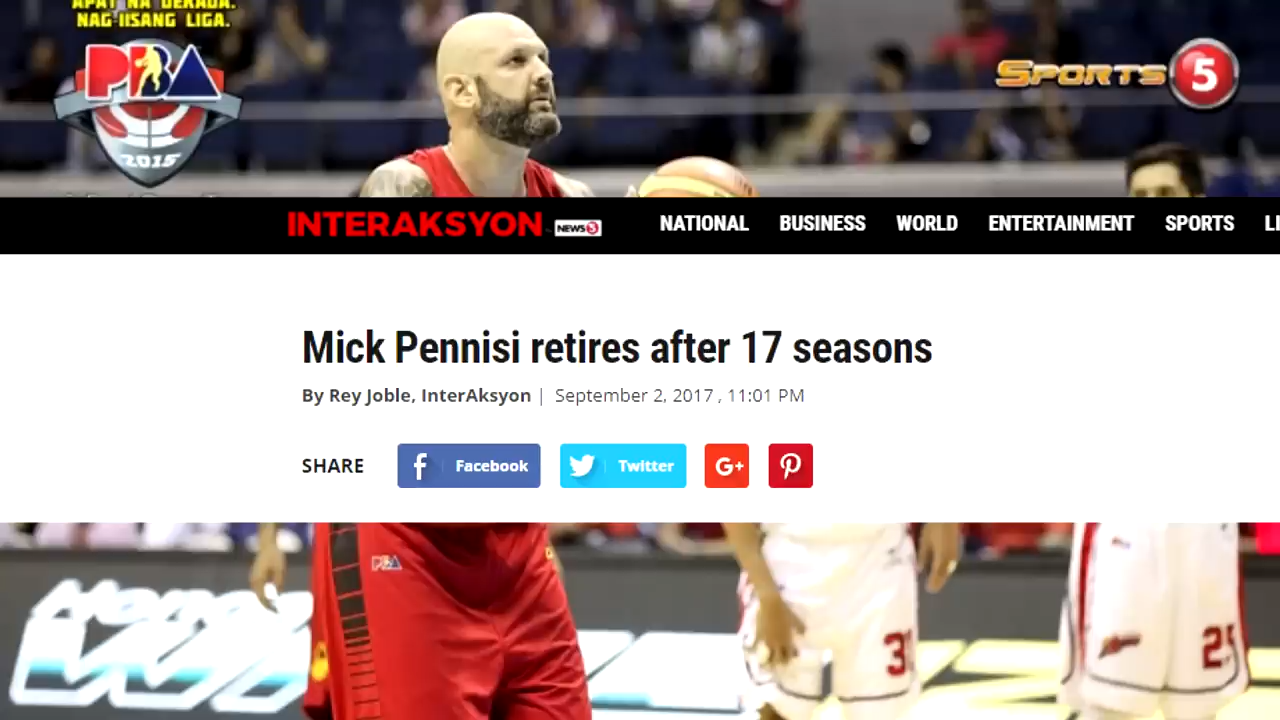 APAT NA DEKADA.
NAG-IISANG LIGA.
PBA
2015
SPORTS 5
INTERAKSYON NEWS5 NATIONAL BUSINESS WORLD ENTERTAINMENT SPORTS LI
Mick Pennisi retires after 17 seasons
By Rey Joble, InterAksyon | September 2, 2017, 11:01 PM
SHARE f Facebook Twitter G+
PBA
Honda
31
25